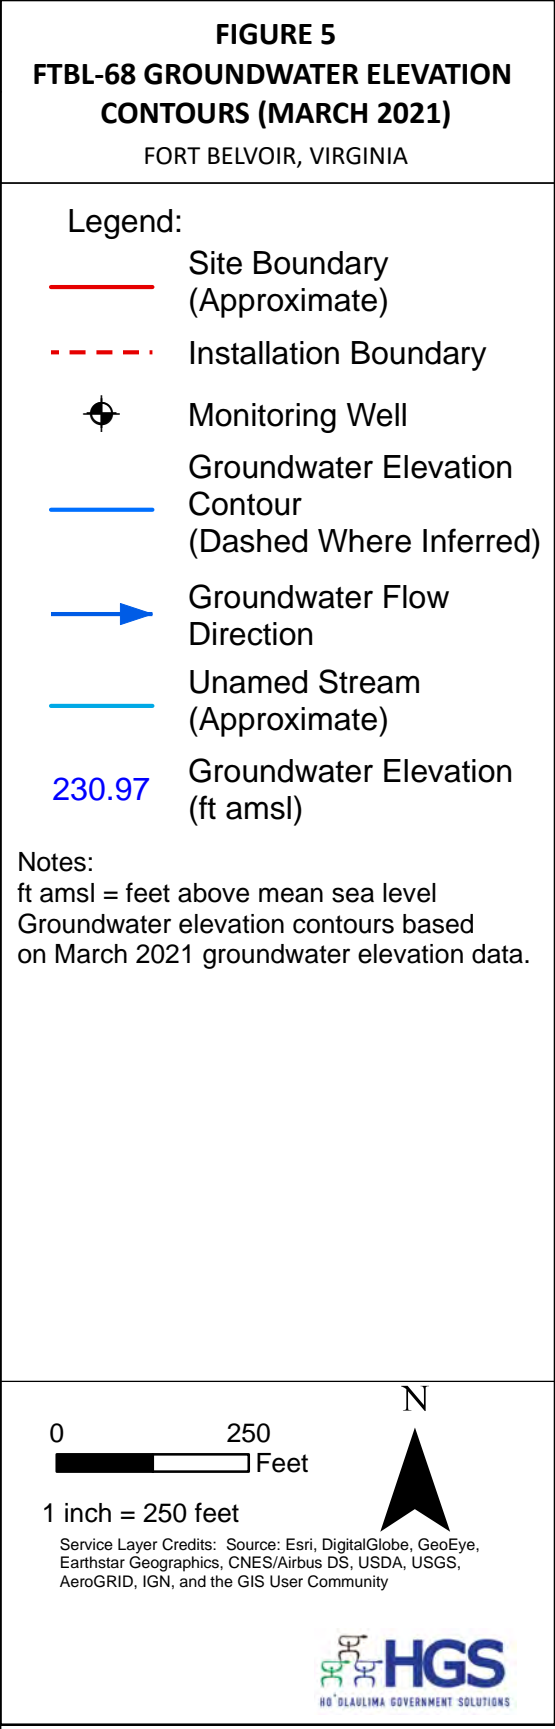 FIGURE 5
FTBL-68 GROUNDWATER ELEVATION
CONTOURS (MARCH 2021)
FORT BELVOIR, VIRGINIA
Legend:
Site Boundary
(Approximate)
Installation Boundary
Monitoring Well
Groundwater Elevation
Contour
(Dashed Where Inferred)
Groundwater Flow
Direction
Unamed Stream
(Approximate)
230.97 Groundwater Elevation
(ft amsl)
Notes:
ft amsl = feet above mean sea level
Groundwater elevation contours based
on March 2021 groundwater elevation data.
N
0 250
Feet
1 inch = 250 feet
Service Layer Credits: Source: Esri, DigitalGlobe, GeoEye,
Earthstar Geographics, CNES/Airbus DS, USDA, USGS,
AeroGRID, IGN, and the GIS User Community
HGS
HO`OLAULIMA GOVERNMENT SOLUTIONS